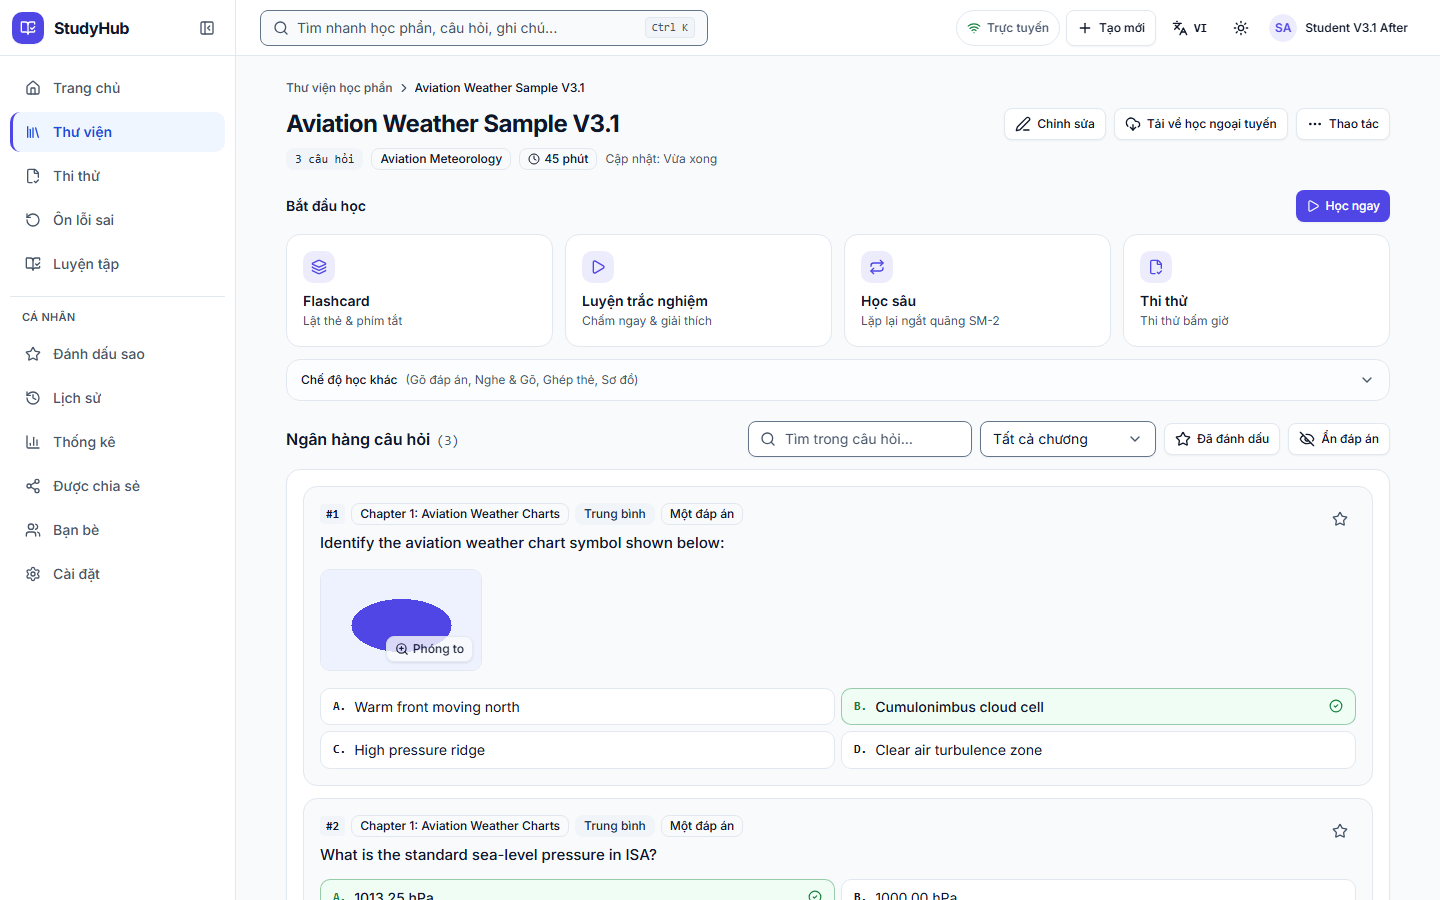 StudyHub
Tìm nhanh học phần, câu hỏi, ghi chú...
Ctrl K
Trực tuyến
Tạo mới
VI
SA
Student V3.1 After
Trang chủ
Thư viện
Thi thử
Ôn lỗi sai
Luyện tập
CÁ NHÂN
Đánh dấu sao
Lịch sử
Thống kê
Được chia sẻ
Bạn bè
Cài đặt
Thư viện học phần > Aviation Weather Sample V3.1
Aviation Weather Sample V3.1
Chỉnh sửa
Tải về học ngoại tuyến
Thao tác
3 câu hỏi
Aviation Meteorology
45 phút
Cập nhật: Vừa xong
Bắt đầu học
Học ngay
Flashcard
Lật thẻ & phím tắt
Luyện trắc nghiệm
Chấm ngay & giải thích
Học sâu
Lặp lại ngắt quãng SM-2
Thi thử
Thi thử bấm giờ
Chế độ học khác (Gõ đáp án, Nghe & Gõ, Ghép thẻ, Sơ đồ)
Ngân hàng câu hỏi (3)
Tìm trong câu hỏi...
Tất cả chương
Đã đánh dấu
Ẩn đáp án
#1
Chapter 1: Aviation Weather Charts
Trung bình
Một đáp án
Identify the aviation weather chart symbol shown below:
Phóng to
A. Warm front moving north
B. Cumulonimbus cloud cell
C. High pressure ridge
D. Clear air turbulence zone
#2
Chapter 1: Aviation Weather Charts
Trung bình
Một đáp án
What is the standard sea-level pressure in ISA?
A. 1013.25 hPa
B. 1000.00 hPa